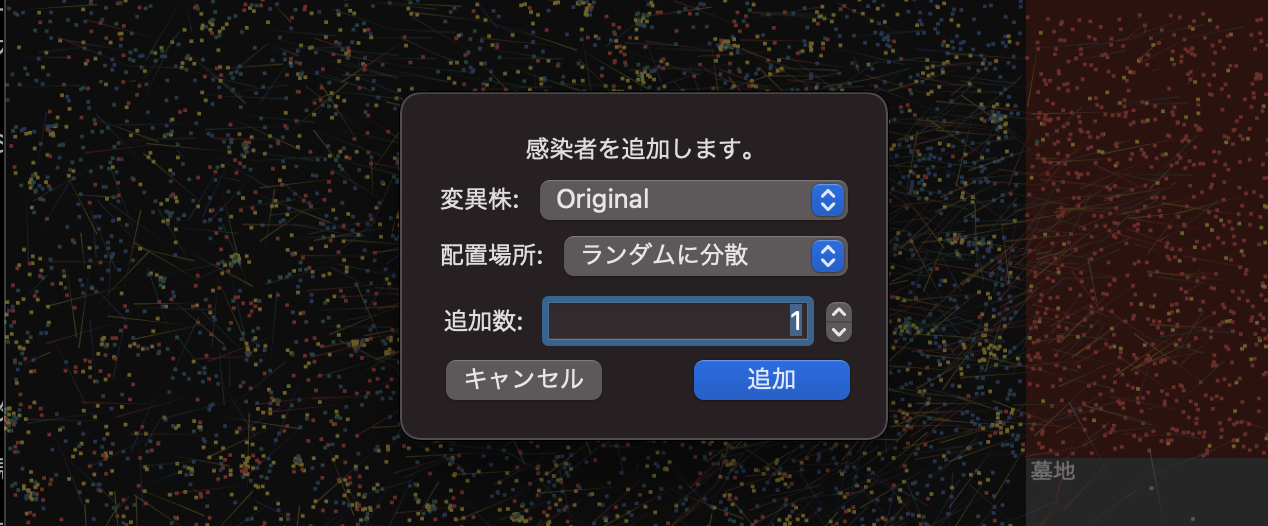 感染者を追加します。
変異株: Original
配置場所: ランダムに分散
追加数: 1
キャンセル 追加
墓地